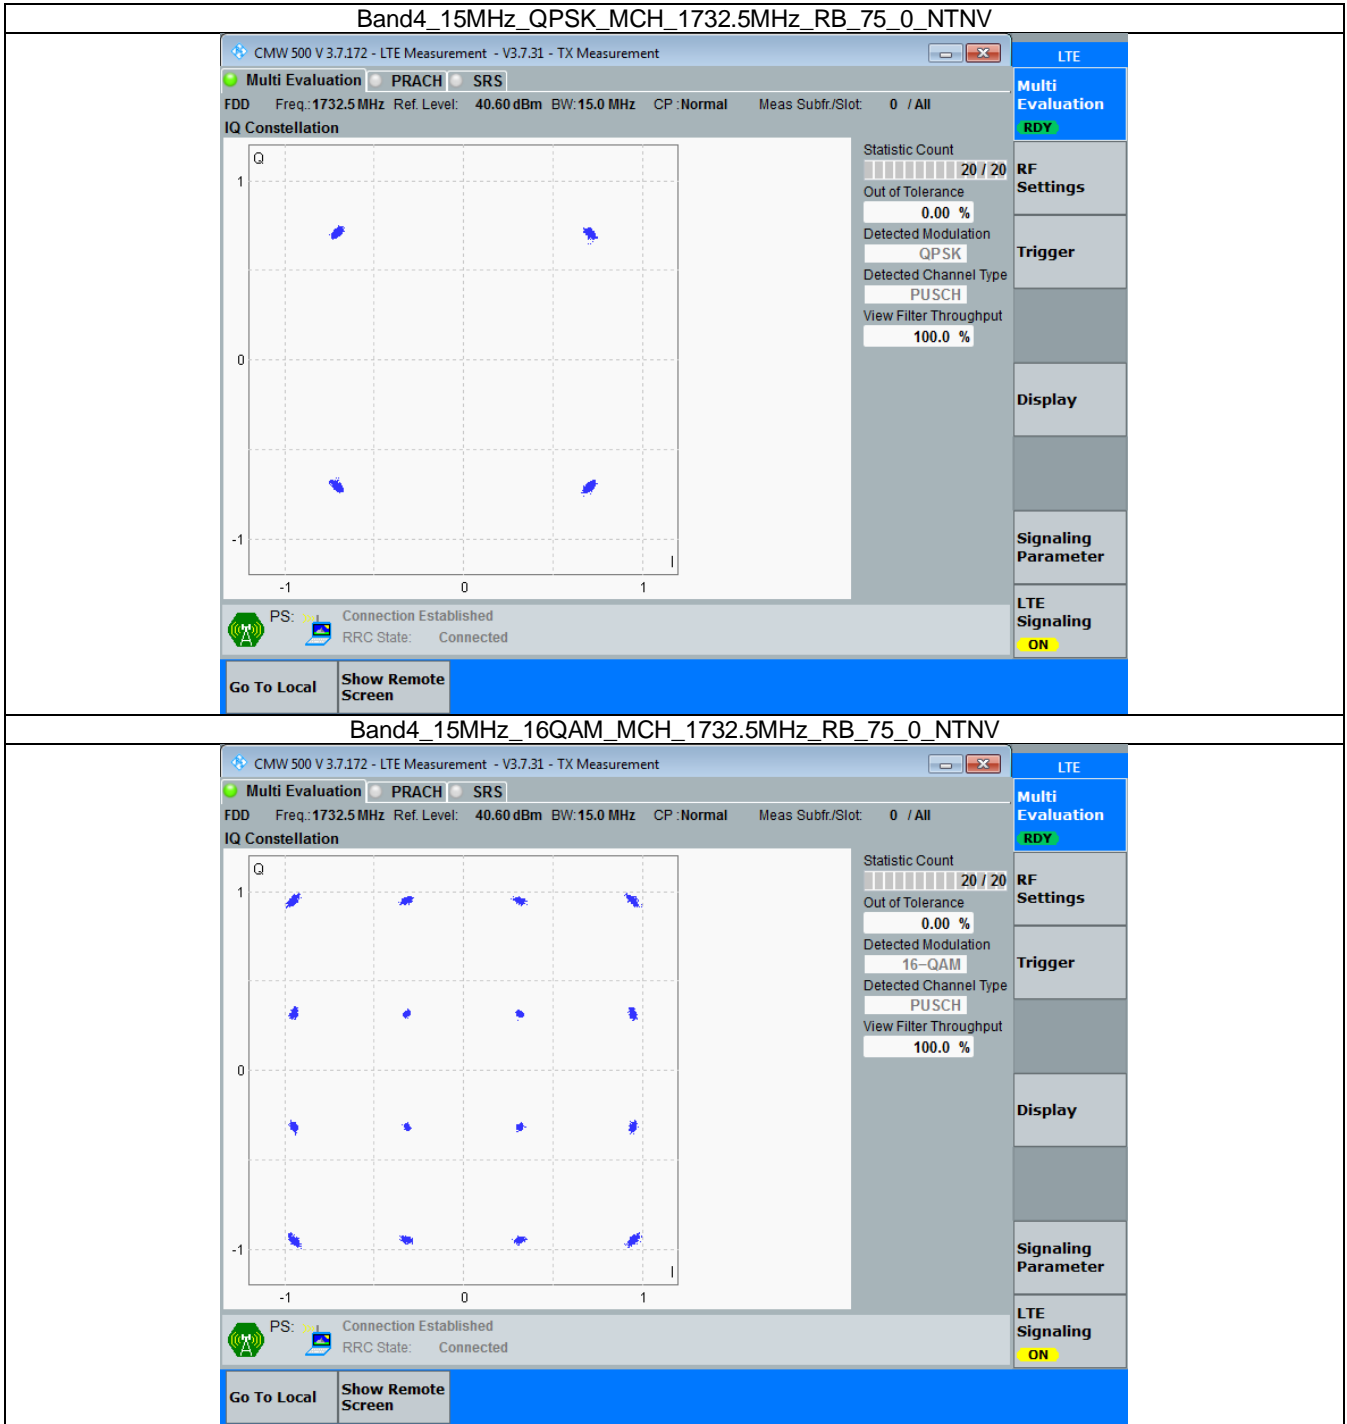 Band4_15MHz_QPSK_MCH_1732.5MHz_RB_75_0_NTNV
CMW 500 V 3.7.172 - LTE Measurement - V3.7.31 - TX Measurement
LTE
Multi Evaluation PRACH SRS
Multi
Evaluation
RDY
FDD Freq.: 1732.5 MHz Ref. Level: 40.60 dBm BW: 15.0 MHz CP : Normal Meas Subfr./Slot: 0 / All
IQ Constellation
Q
1
0
-1
-1 0 1
I
Statistic Count
20 / 20
Out of Tolerance
0.00 %
Detected Modulation
QPSK
Detected Channel Type
PUSCH
View Filter Throughput
100.0 %
RF
Settings
Trigger
Display
Signaling
Parameter
LTE
Signaling
ON
PS: Connection Established
RRC State: Connected
Go To Local
Show Remote
Screen
Band4_15MHz_16QAM_MCH_1732.5MHz_RB_75_0_NTNV
CMW 500 V 3.7.172 - LTE Measurement - V3.7.31 - TX Measurement
LTE
Multi Evaluation PRACH SRS
Multi
Evaluation
RDY
FDD Freq.: 1732.5 MHz Ref. Level: 40.60 dBm BW: 15.0 MHz CP : Normal Meas Subfr./Slot: 0 / All
IQ Constellation
Q
1
0
-1
-1 0 1
I
Statistic Count
20 / 20
Out of Tolerance
0.00 %
Detected Modulation
16-QAM
Detected Channel Type
PUSCH
View Filter Throughput
100.0 %
RF
Settings
Trigger
Display
Signaling
Parameter
LTE
Signaling
ON
PS: Connection Established
RRC State: Connected
Go To Local
Show Remote
Screen